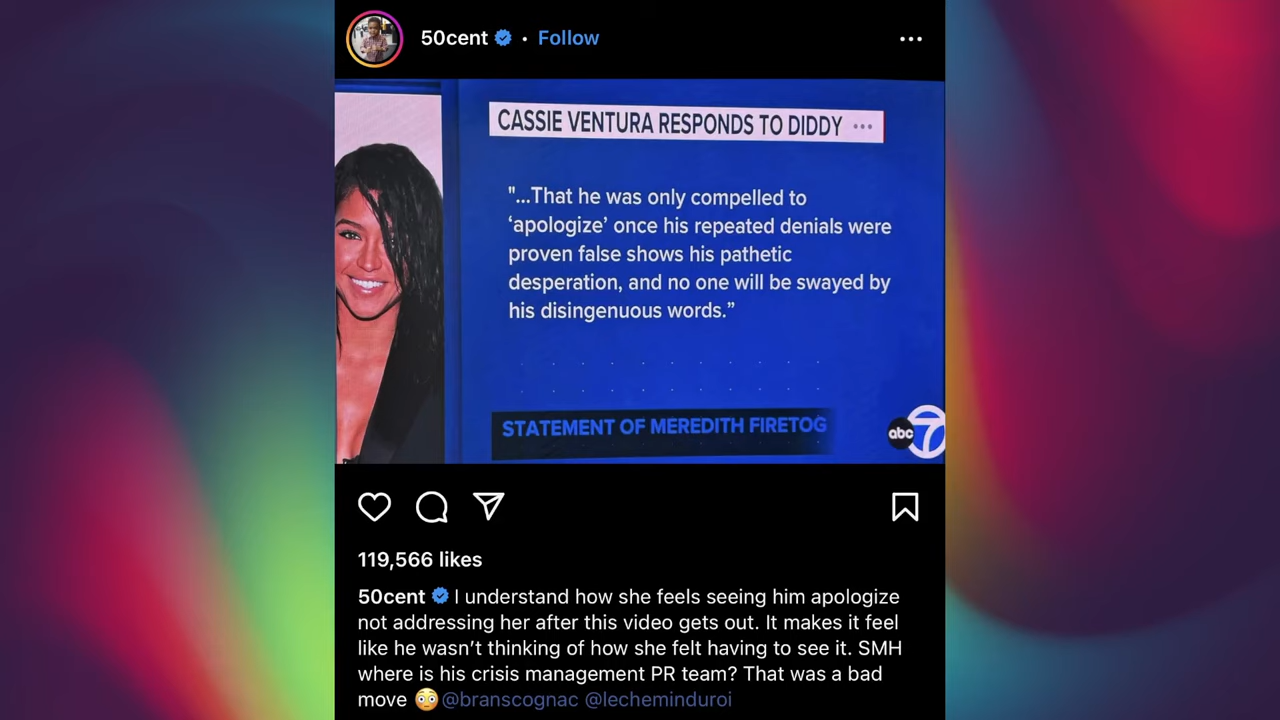 50cent • Follow
CASSIE VENTURA RESPONDS TO DIDDY
"...That he was only compelled to
‘apologize’ once his repeated denials were
proven false shows his pathetic
desperation, and no one will be swayed by
his disingenuous words.”
STATEMENT OF MEREDITH FIRETOG
abc 7
119,566 likes
50cent I understand how she feels seeing him apologize
not addressing her after this video gets out. It makes it feel
like he wasn’t thinking of how she felt having to see it. SMH
where is his crisis management PR team? That was a bad
move 😳 @branscognac @lecheminduroi